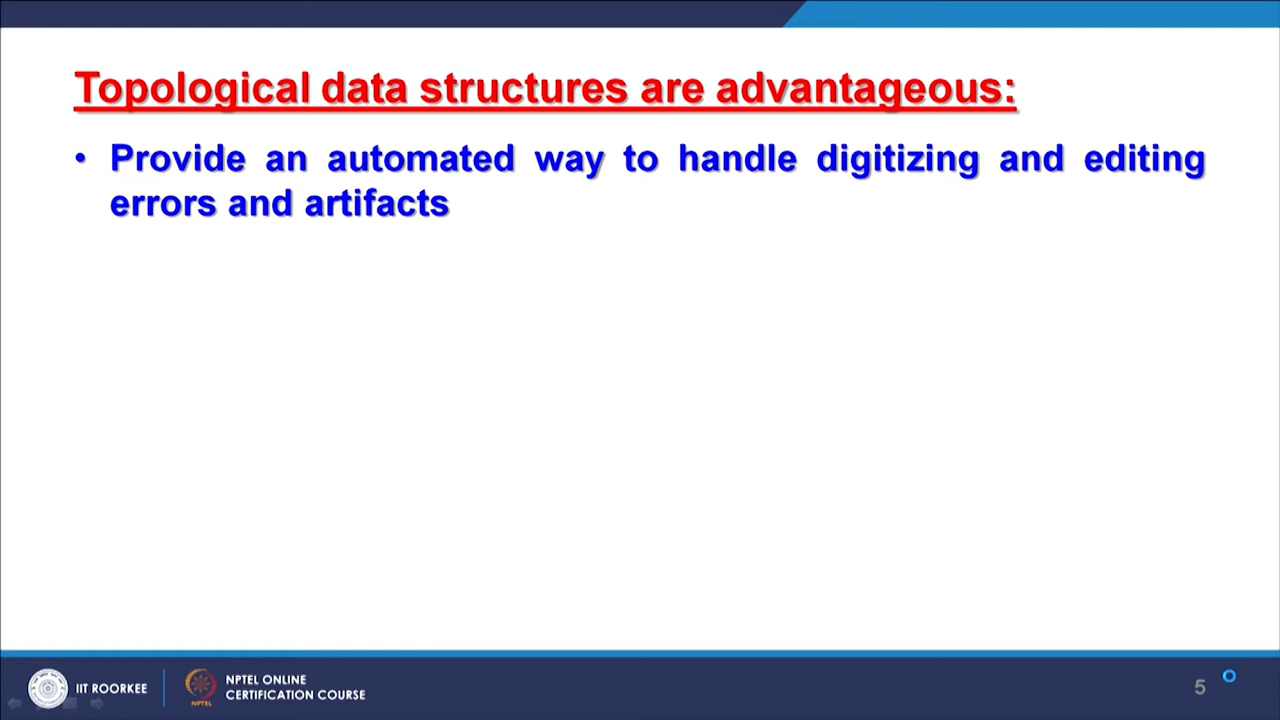 Topological data structures are advantageous:
• Provide an automated way to handle digitizing and editing
errors and artifacts
IIT ROORKEE
NPTEL
NPTEL ONLINE
CERTIFICATION COURSE
5